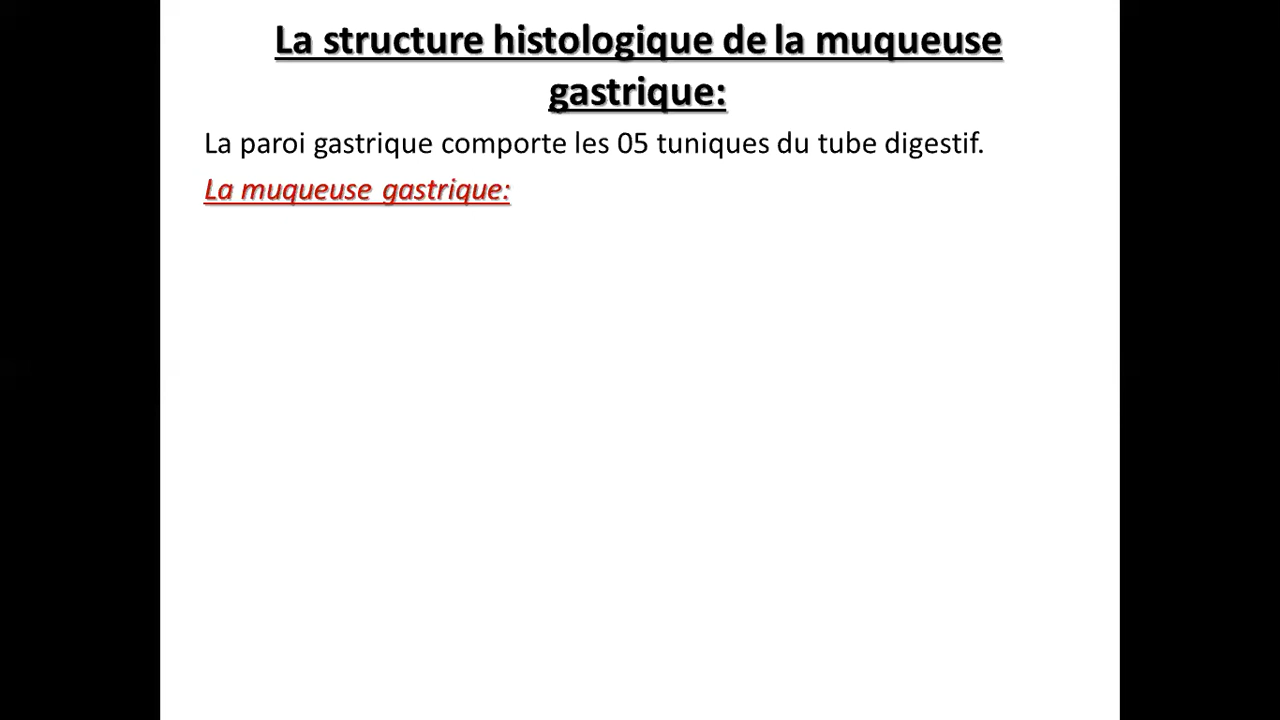 La structure histologique de la muqueuse
gastrique:
La paroi gastrique comporte les 05 tuniques du tube digestif.
La muqueuse gastrique: